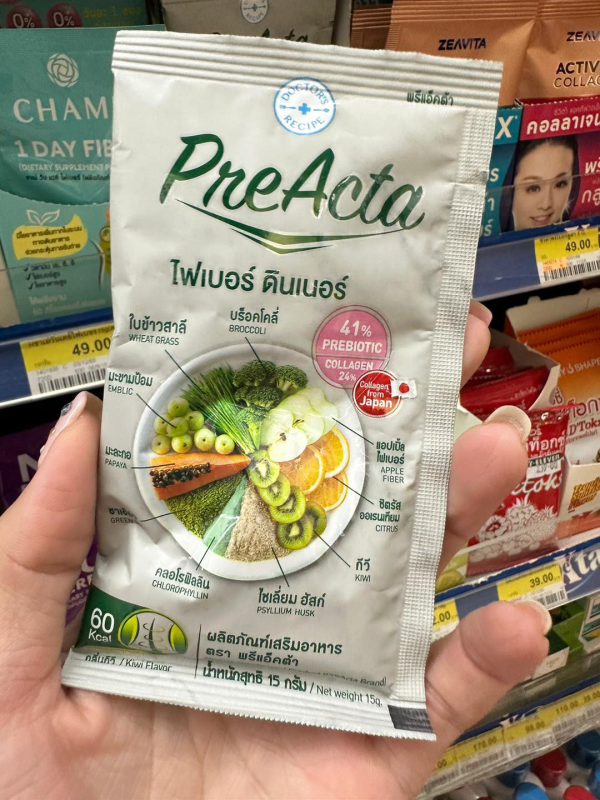 0%
0%
ZEAVITA
CHAM
1 DAY FIB
(DIETARY SUPPLEMENT P
49.00
DOCTOR'S
RECIPE
พรีแอ็คต้า
PreActa
ไฟเบอร์ ดินเนอร์
ใบข้าวสาลี
WHEAT GRASS
บร็อคโคลี่
BROCCOLI
41%
PREBIOTIC
COLLAGEN
24%
Collagen
from
Japan
มะขามป้อม
EMBLIC
มะละกอ
PAPAYA
แอปเปิ้ล
ไฟเบอร์
APPLE
FIBER
ซิตรัส
ออเรนเทียม
CITRUS
กีวี
KIWI
GREEN
คลอโรฟิลลิน
CHLOROPHYLLIN
ไซเลี่ยม ฮัสก์
PSYLLIUM HUSK
60
Kcal
กลิ่นกีวี / Kiwi Flavor
ผลิตภัณฑ์เสริมอาหาร
ตรา พรีแอ็คต้า
น้ำหนักสุทธิ 15 กรัม / Net weight 15g.
ZEAV
ACTIV
COLLAG
คอลลาเจน
49.00
39.00